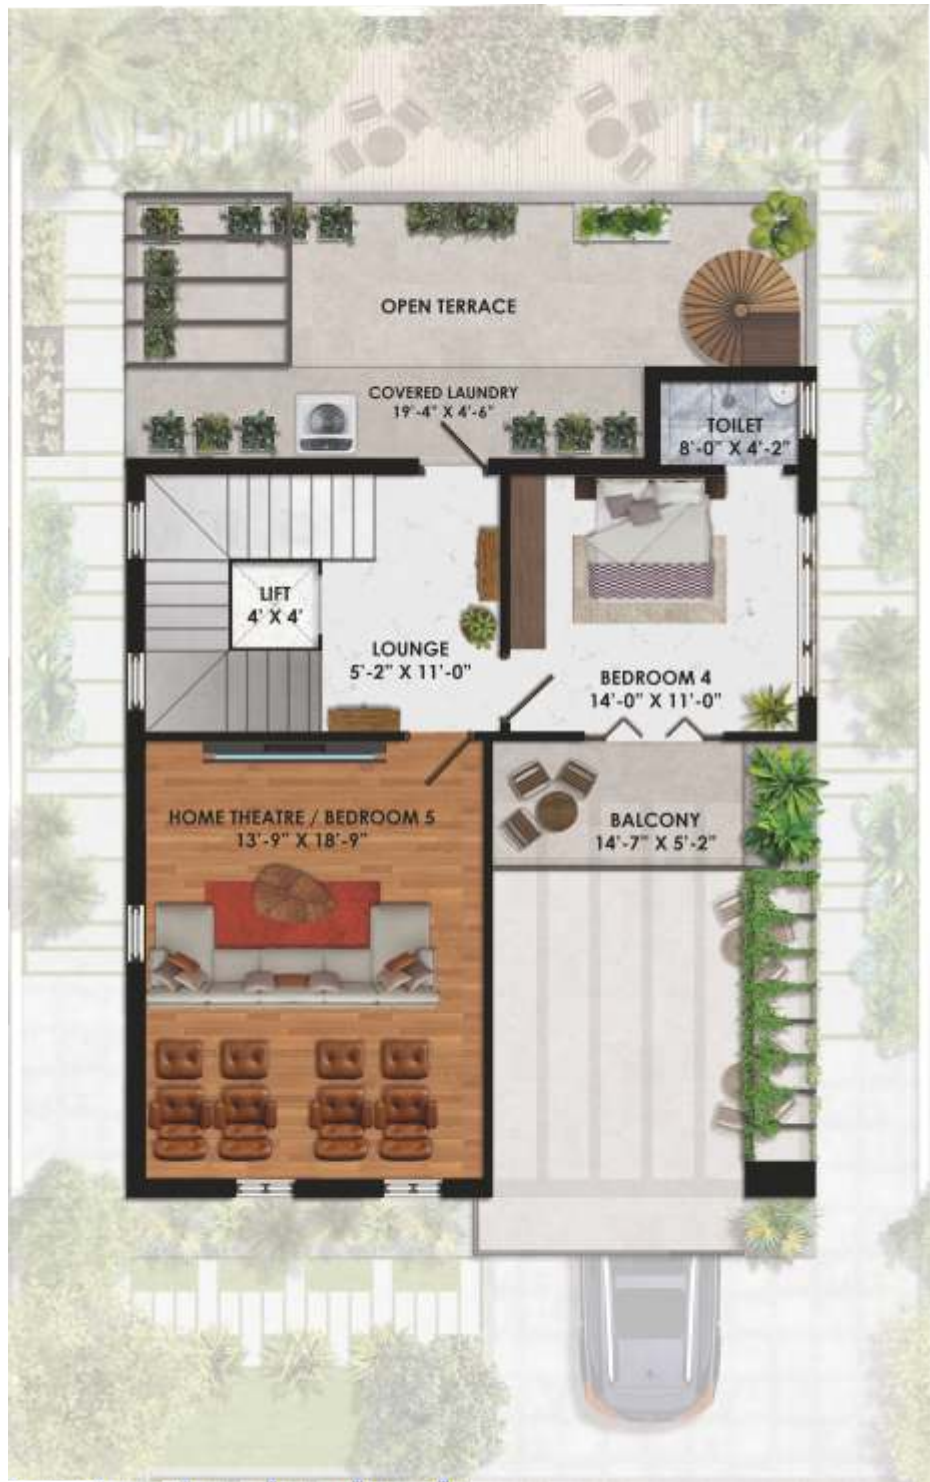 OPEN TERRACE
COVERED LAUNDRY
19'-4" X 4'-6"
TOILET
8'-0" X 4'-2"
LIFT
4' X 4'
LOUNGE
5'-2" X 11'-0"
BEDROOM 4
14'-0" X 11'-0"
HOME THEATRE / BEDROOM 5
13'-9" X 18'-9"
BALCONY
14'-7" X 5'-2"